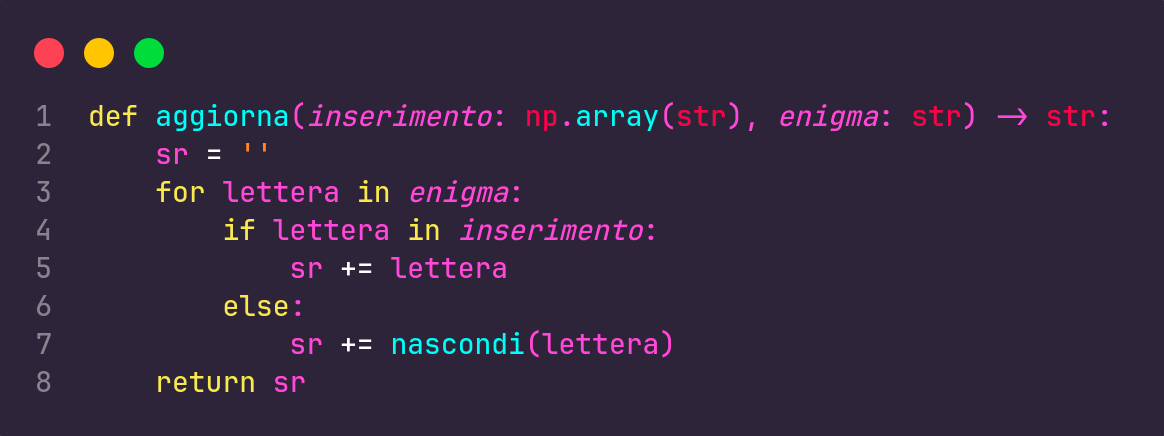 1 def aggiorna(inserimento: np.array(str), enigma: str) -> str:
2     sr = ''
3     for lettera in enigma:
4         if lettera in inserimento:
5             sr += lettera
6         else:
7             sr += nascondi(lettera)
8     return sr